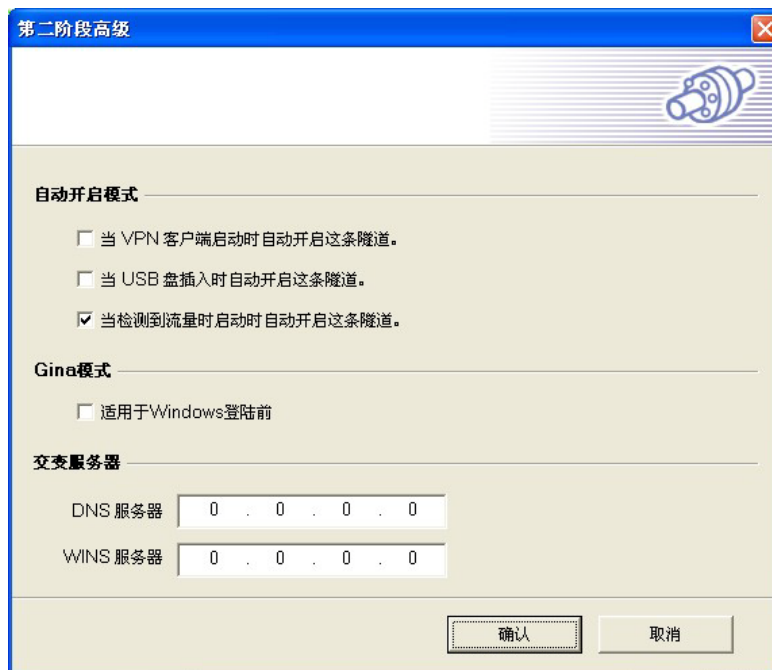 第二阶段高级
自动开启模式
当 VPN 客户端启动时自动开启这条隧道。
当 USB 盘插入时自动开启这条隧道。
当检测到流量时启动时自动开启这条隧道。
Gina模式
适用于Windows登陆前
交变服务器
DNS 服务器 0 . 0 . 0 . 0
WINS 服务器 0 . 0 . 0 . 0
确认 取消